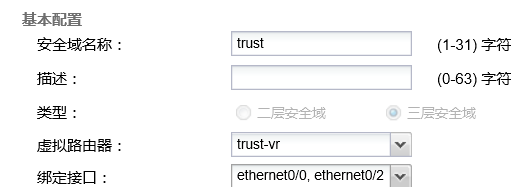 基本配置
安全域名称： trust (1-31) 字符
描述： (0-63) 字符
类型： 二层安全域 三层安全域
虚拟路由器： trust-vr
绑定接口： ethernet0/0, ethernet0/2